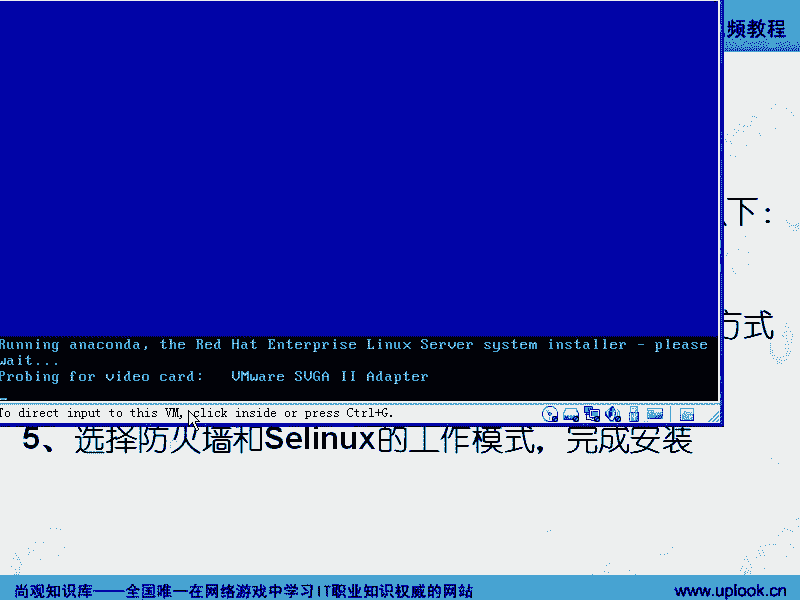 频教程
下：
方式
Running anaconda, the Red Hat Enterprise Linux Server system installer - please
wait...
Probing for video card:   VMware SVGA II Adapter
To direct input to this VM, click inside or press Ctrl+G.
5、选择防火墙和Selinux的工作模式，完成安装
尚观知识库——全国唯一在网络游戏中学习IT职业知识权威的网站
www.uplook.cn